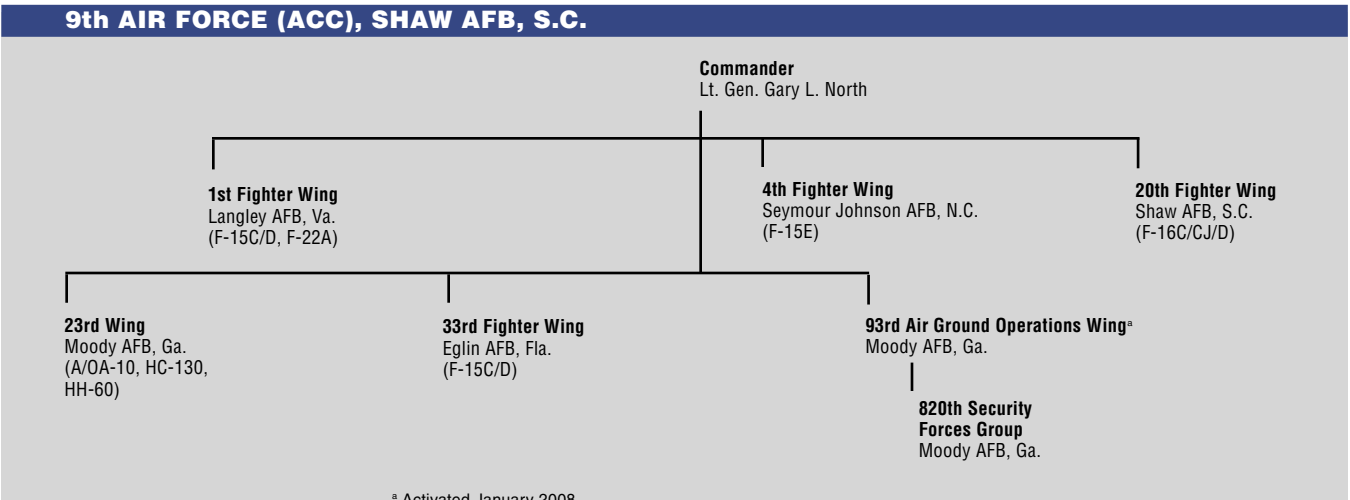 9th AIR FORCE (ACC), SHAW AFB, S.C.
Commander
Lt. Gen. Gary L. North
1st Fighter Wing
Langley AFB, Va.
(F-15C/D, F-22A)
4th Fighter Wing
Seymour Johnson AFB, N.C.
(F-15E)
20th Fighter Wing
Shaw AFB, S.C.
(F-16C/CJ/D)
23rd Wing
Moody AFB, Ga.
(A/OA-10, HC-130,
HH-60)
33rd Fighter Wing
Eglin AFB, Fla.
(F-15C/D)
93rd Air Ground Operations Wingᵃ
Moody AFB, Ga.
820th Security
Forces Group
Moody AFB, Ga.
ᵃ Activated January 2008